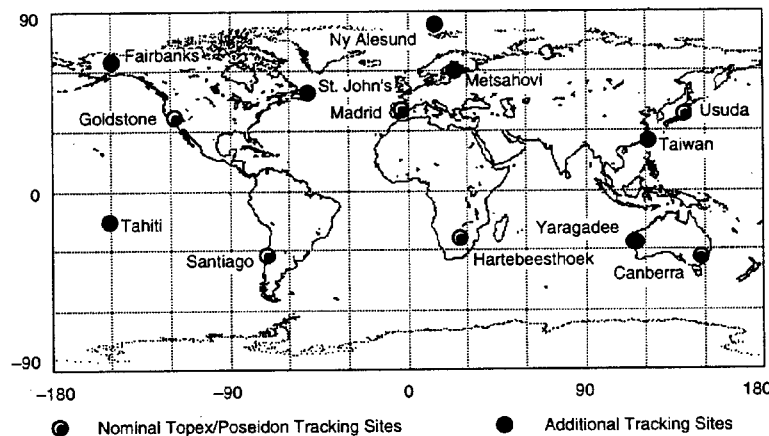 90
Ny Alesund
Fairbanks
St. John's
Metsahovi
Goldstone
Madrid
Usuda
Taiwan
0
Tahiti
Yaragadee
Santiago
Hartebeesthoek
Canberra
-90
-180 -90 0 90 180
Nominal Topex/Poseidon Tracking Sites Additional Tracking Sites